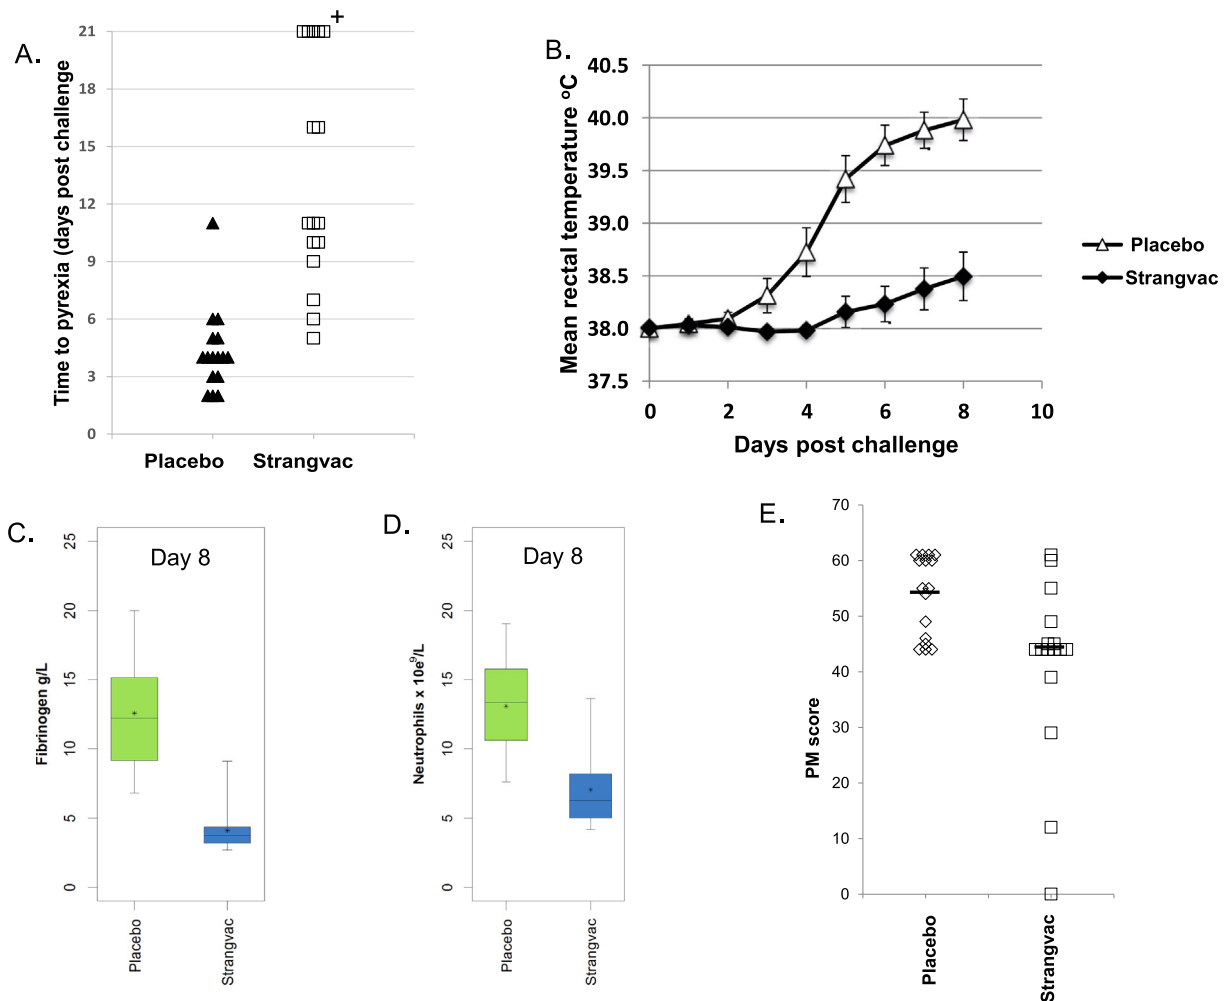 A.
Time to pyrexia (days post challenge
21
18
15
12
9
6
3
0
+
Placebo
Strangvac
B.
Mean rectal temperature ºC
40.5
40.0
39.5
39.0
38.5
38.0
37.5
0
2
4
6
8
10
Days post challenge
Placebo
Strangvac
C.
Day 8
Fibrinogen g/L
25
20
15
10
5
0
Placebo
Strangvac
D.
Day 8
Neutrophils x 10e⁹/L
25
20
15
10
5
0
Placebo
Strangvac
E.
PM score
70
60
50
40
30
20
10
0
Placebo
Strangvac